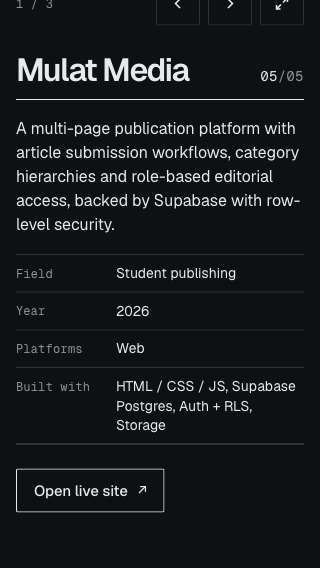 1 / 3
Mulat Media
05/05
A multi-page publication platform with
article submission workflows, category
hierarchies and role-based editorial
access, backed by Supabase with row-
level security.
Field Student publishing
Year 2026
Platforms Web
Built with HTML / CSS / JS, Supabase
Postgres, Auth + RLS,
Storage
Open live site ↗